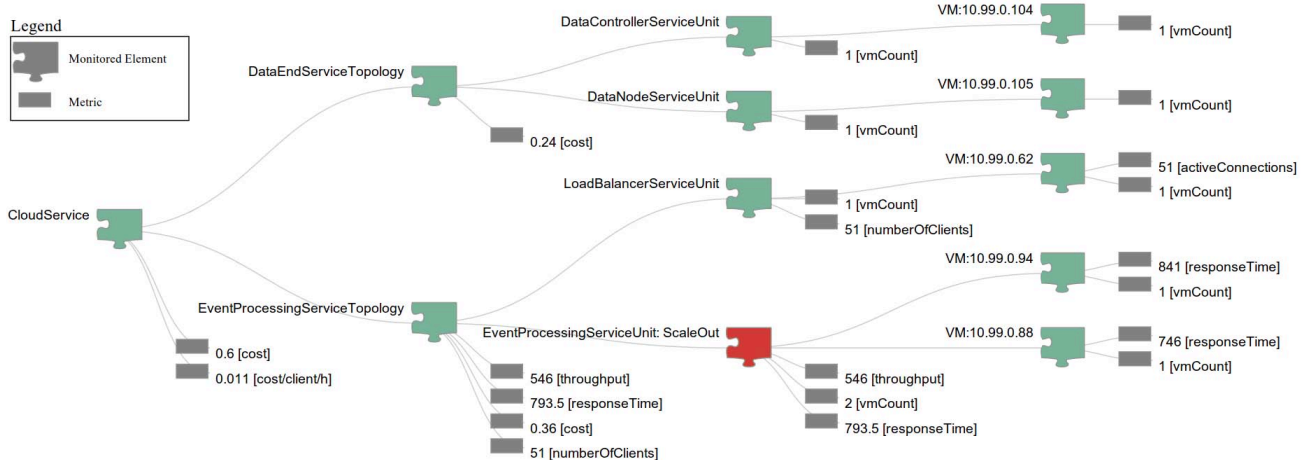 Legend
Monitored Element
Metric
CloudService
0.6 [cost]
0.011 [cost/client/h]
DataEndServiceTopology
0.24 [cost]
EventProcessingServiceTopology
546 [throughput]
793.5 [responseTime]
0.36 [cost]
51 [numberOfClients]
DataControllerServiceUnit
1 [vmCount]
DataNodeServiceUnit
1 [vmCount]
LoadBalancerServiceUnit
1 [vmCount]
51 [numberOfClients]
EventProcessingServiceUnit: ScaleOut
546 [throughput]
2 [vmCount]
793.5 [responseTime]
VM:10.99.0.104
1 [vmCount]
VM:10.99.0.105
1 [vmCount]
VM:10.99.0.62
51 [activeConnections]
1 [vmCount]
VM:10.99.0.94
841 [responseTime]
1 [vmCount]
VM:10.99.0.88
746 [responseTime]
1 [vmCount]